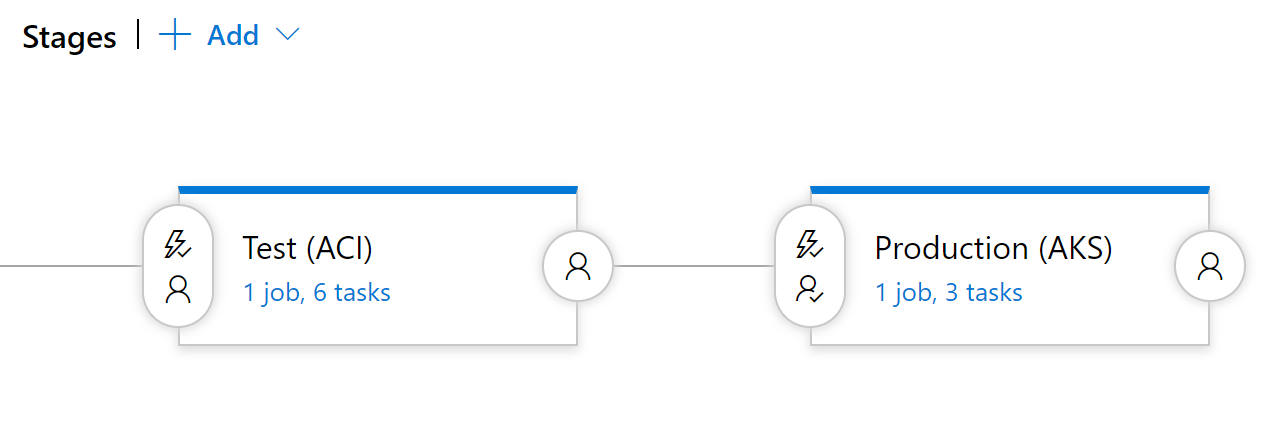 Stages | + Add
Test (ACI)
1 job, 6 tasks
Production (AKS)
1 job, 3 tasks